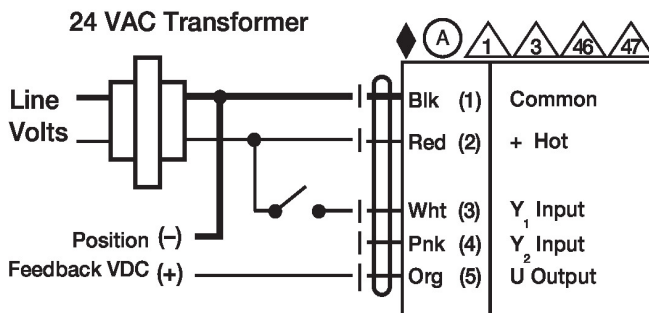 24 VAC Transformer
A 1 3 46 47
Line Volts
Blk (1) Common
Red (2) + Hot
Wht (3) Y1 Input
Pnk (4) Y2 Input
Org (5) U Output
Position (-)
Feedback VDC (+)